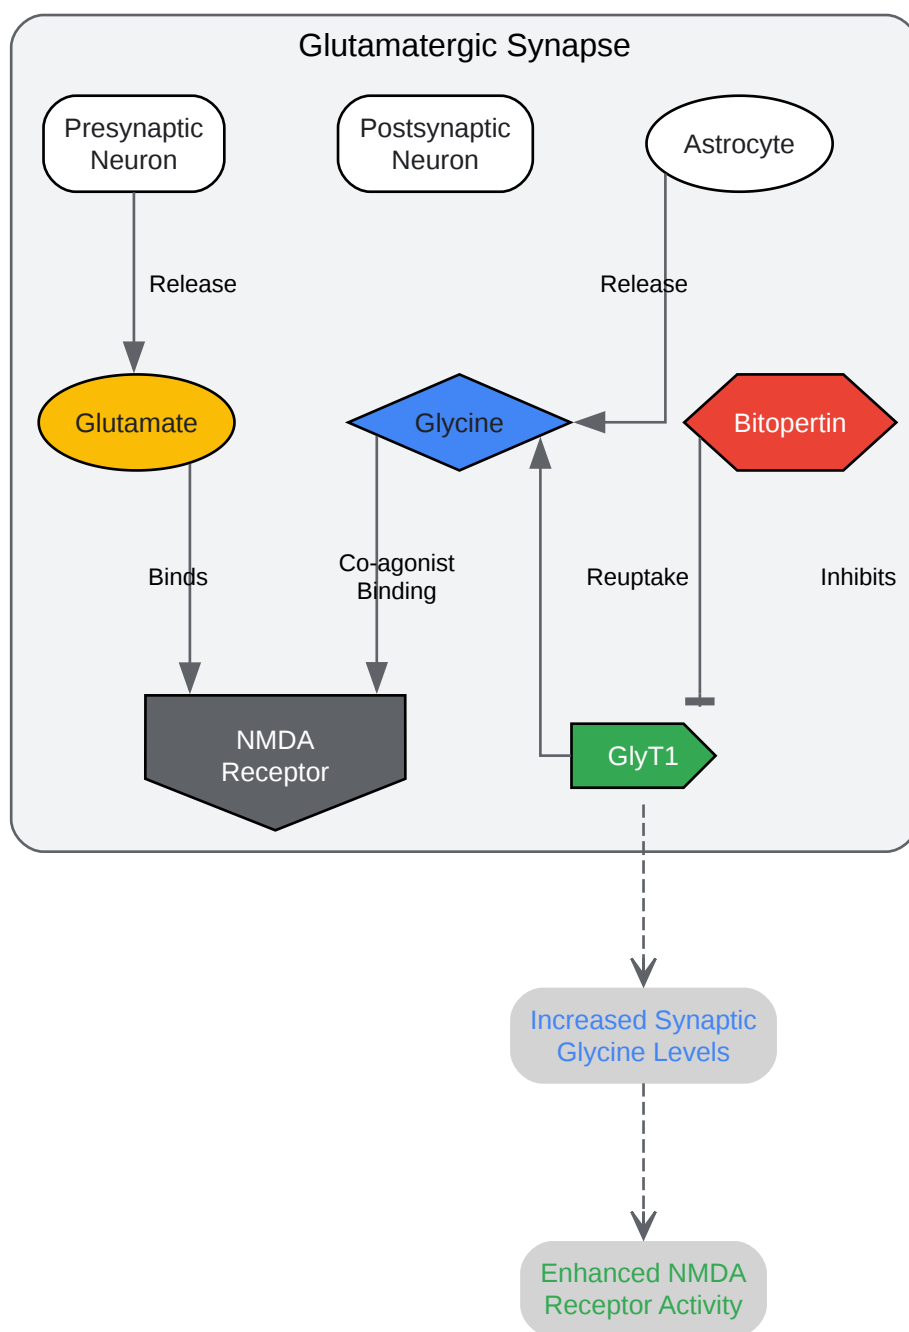 Glutamatergic Synapse
Presynaptic
Neuron
Postsynaptic
Neuron
Astrocyte
Release
Release
Glutamate
Glycine
Bitopertin
Binds
Co-agonist
Binding
Reuptake
Inhibits
NMDA
Receptor
GlyT1
Increased Synaptic
Glycine Levels
Enhanced NMDA
Receptor Activity